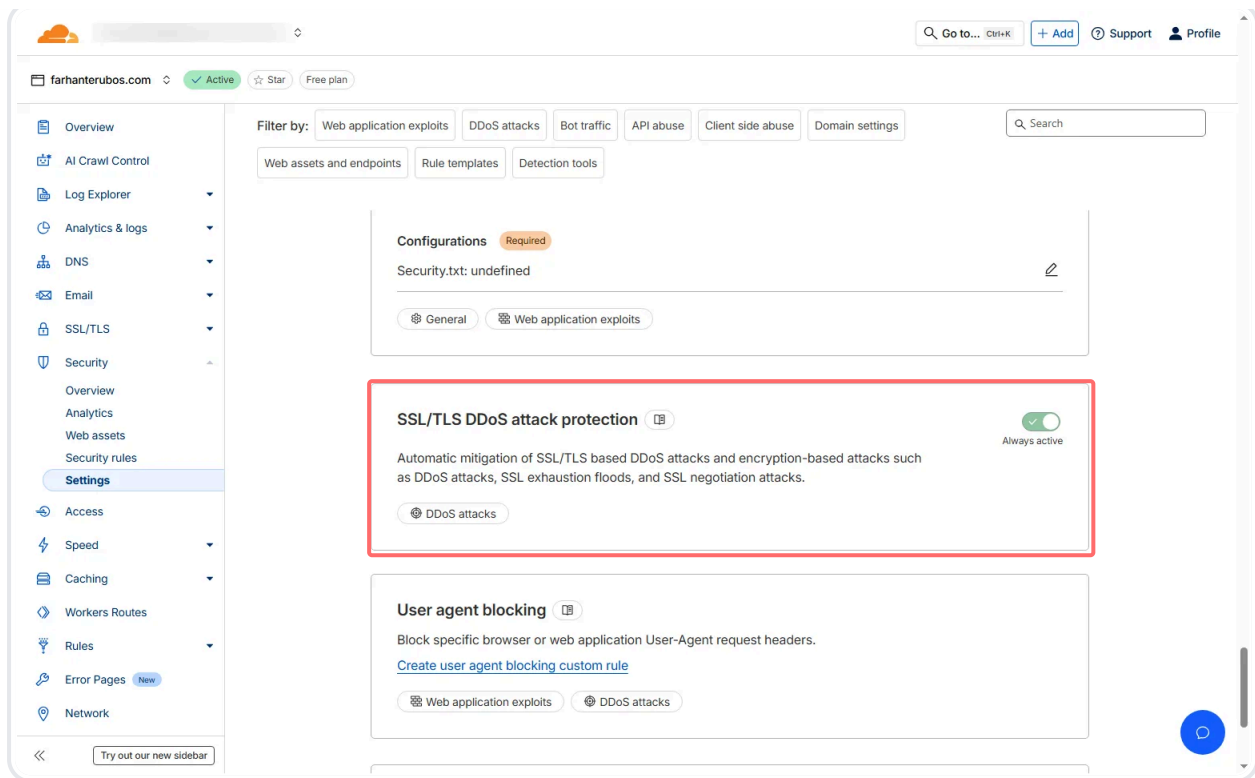 Go to... Ctrl+K
+ Add
Support
Profile
farhanterubos.com
Active
Star
Free plan
Overview
AI Crawl Control
Log Explorer
Analytics & logs
DNS
Email
SSL/TLS
Security
Overview
Analytics
Web assets
Security rules
Settings
Access
Speed
Caching
Workers Routes
Rules
Error Pages New
Network
Try out our new sidebar
Filter by: Web application exploits DDoS attacks Bot traffic API abuse Client side abuse Domain settings
Web assets and endpoints Rule templates Detection tools
Search
Configurations Required
Security.txt: undefined
General Web application exploits
SSL/TLS DDoS attack protection
Always active
Automatic mitigation of SSL/TLS based DDoS attacks and encryption-based attacks such
as DDoS attacks, SSL exhaustion floods, and SSL negotiation attacks.
DDoS attacks
User agent blocking
Block specific browser or web application User-Agent request headers.
Create user agent blocking custom rule
Web application exploits DDoS attacks